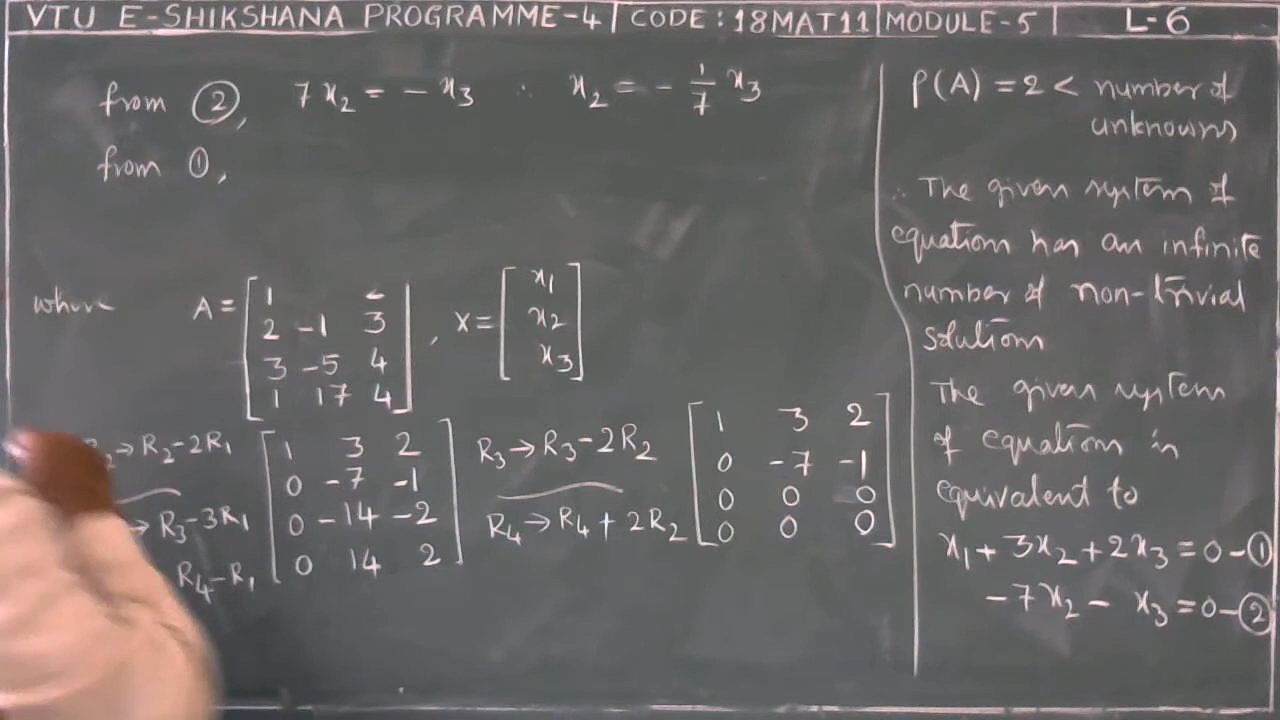 VTU E-SHIKSHANA PROGRAMME-4 | CODE: 18MAT11 | MODULE-5 | L-6
from ②, 7x₂ = - x₃ ∴ x₂ = - 1/7 x₃
from ①,
where A = [1 
2 -1 3
3 -5 4
1 17 4] , X = [x₁
x₂
x₃]
→ R₂-2R₁
→ R₃-3R₁
R₄-R₁
[1 3 2
0 -7 -1
0 -14 -2
0 14 2]
R₃ → R₃-2R₂
R₄ → R₄+2R₂
[1 3 2
0 -7 -1
0 0 0
0 0 0]
ρ(A) = 2 < number of
unknowns
∴ The given system of
equation has an infinite
number of non-trivial
solution
The given system
of equation is
equivalent to
x₁ + 3x₂ + 2x₃ = 0 - ①
-7x₂ - x₃ = 0 - ②